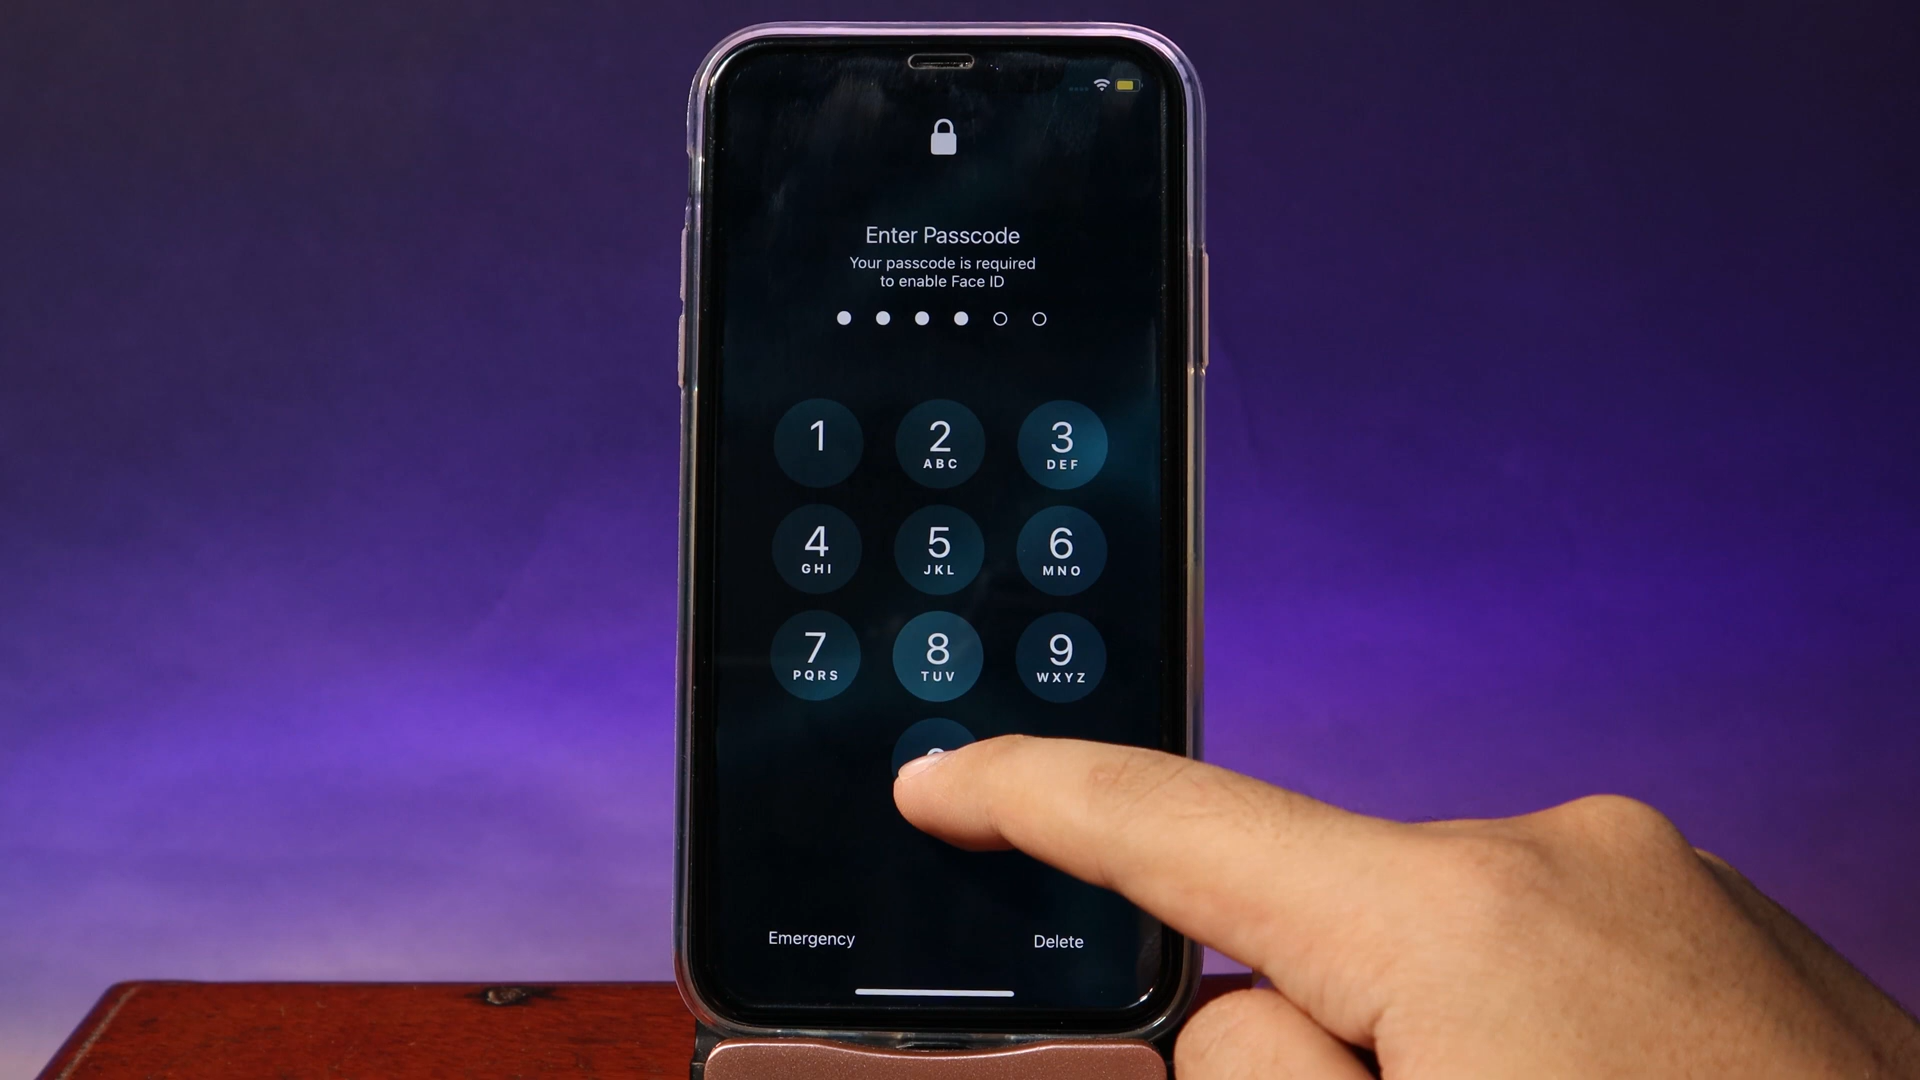 Enter Passcode
Your passcode is required
to enable Face ID
1 2 3
ABC DEF
4 5 6
GHI JKL MNO
7 8 9
PQRS TUV WXYZ
Emergency Delete